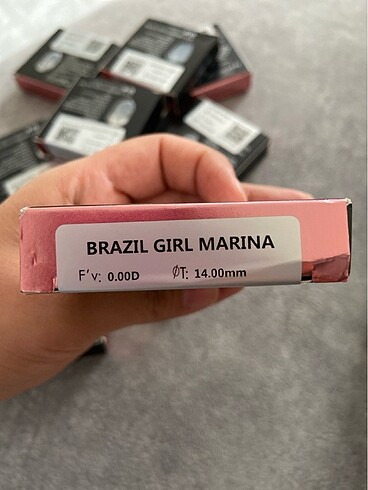 BRAZIL GIRL MARINA
F'v: 0.00D ØT: 14.00mm